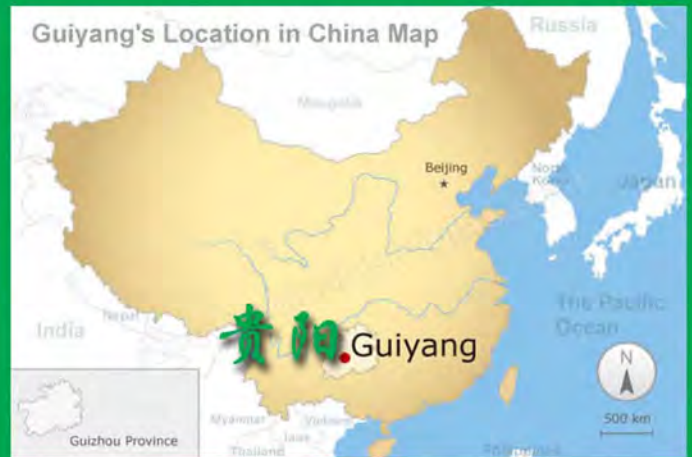 Guiyang's Location in China Map
Russia
Mongolia
Beijing
North
Korea
Japan
The Pacific
Ocean
Nepal
India
贵阳
Guiyang
N
500 km
Myanmar
Vietnam
Laos
Thailand
Philippines
Guizhou Province